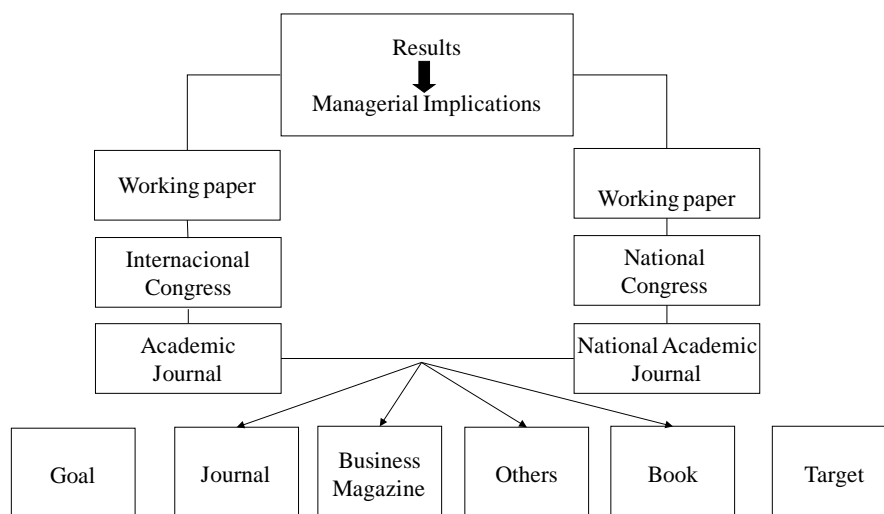 Results
Managerial Implications
Working paper
Working paper
Internacional
Congress
National
Congress
Academic
Journal
National Academic
Journal
Goal
Journal
Business
Magazine
Others
Book
Target